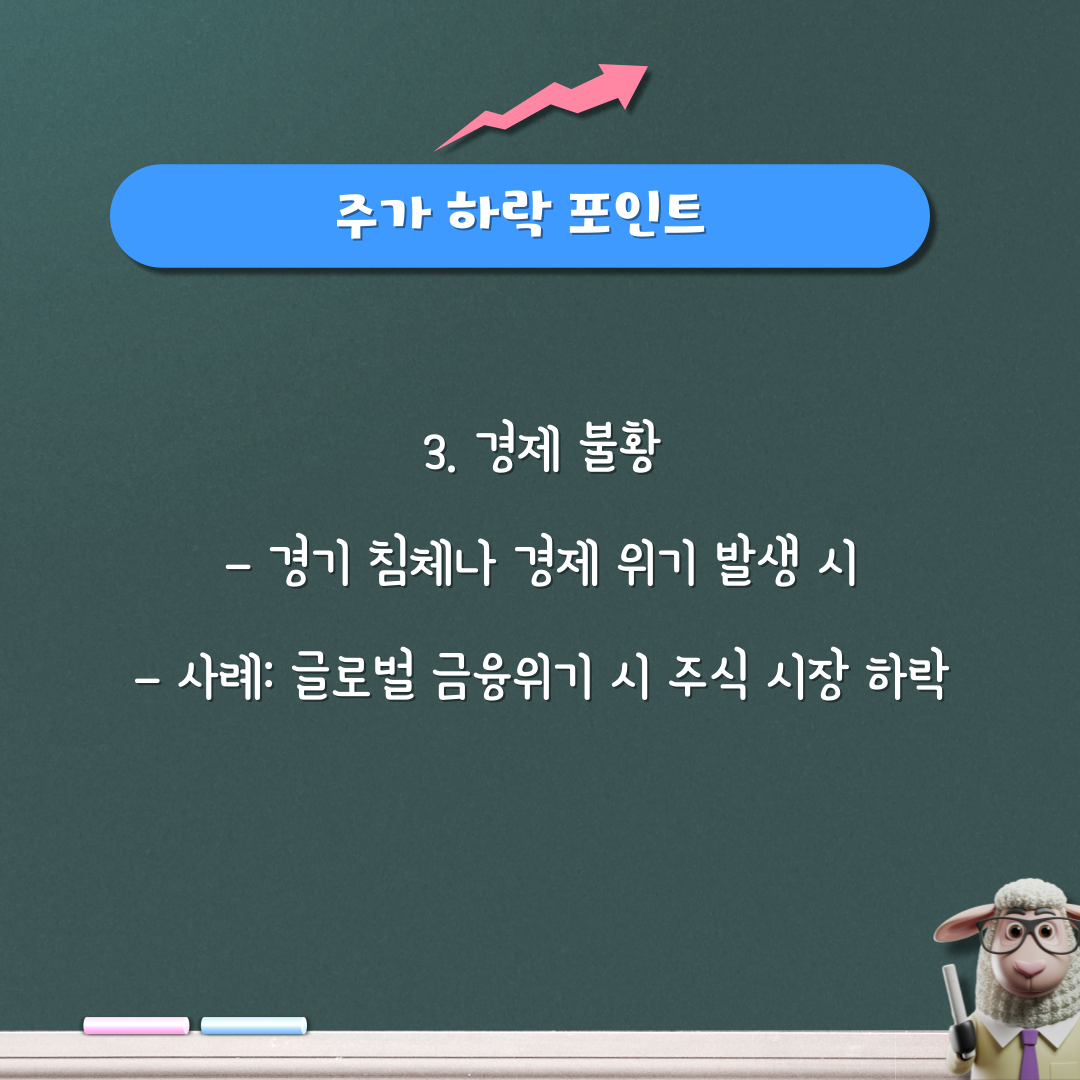 주가 하락 포인트
3. 경제 불황
- 경기 침체나 경제 위기 발생 시
- 사례: 글로벌 금융위기 시 주식 시장 하락